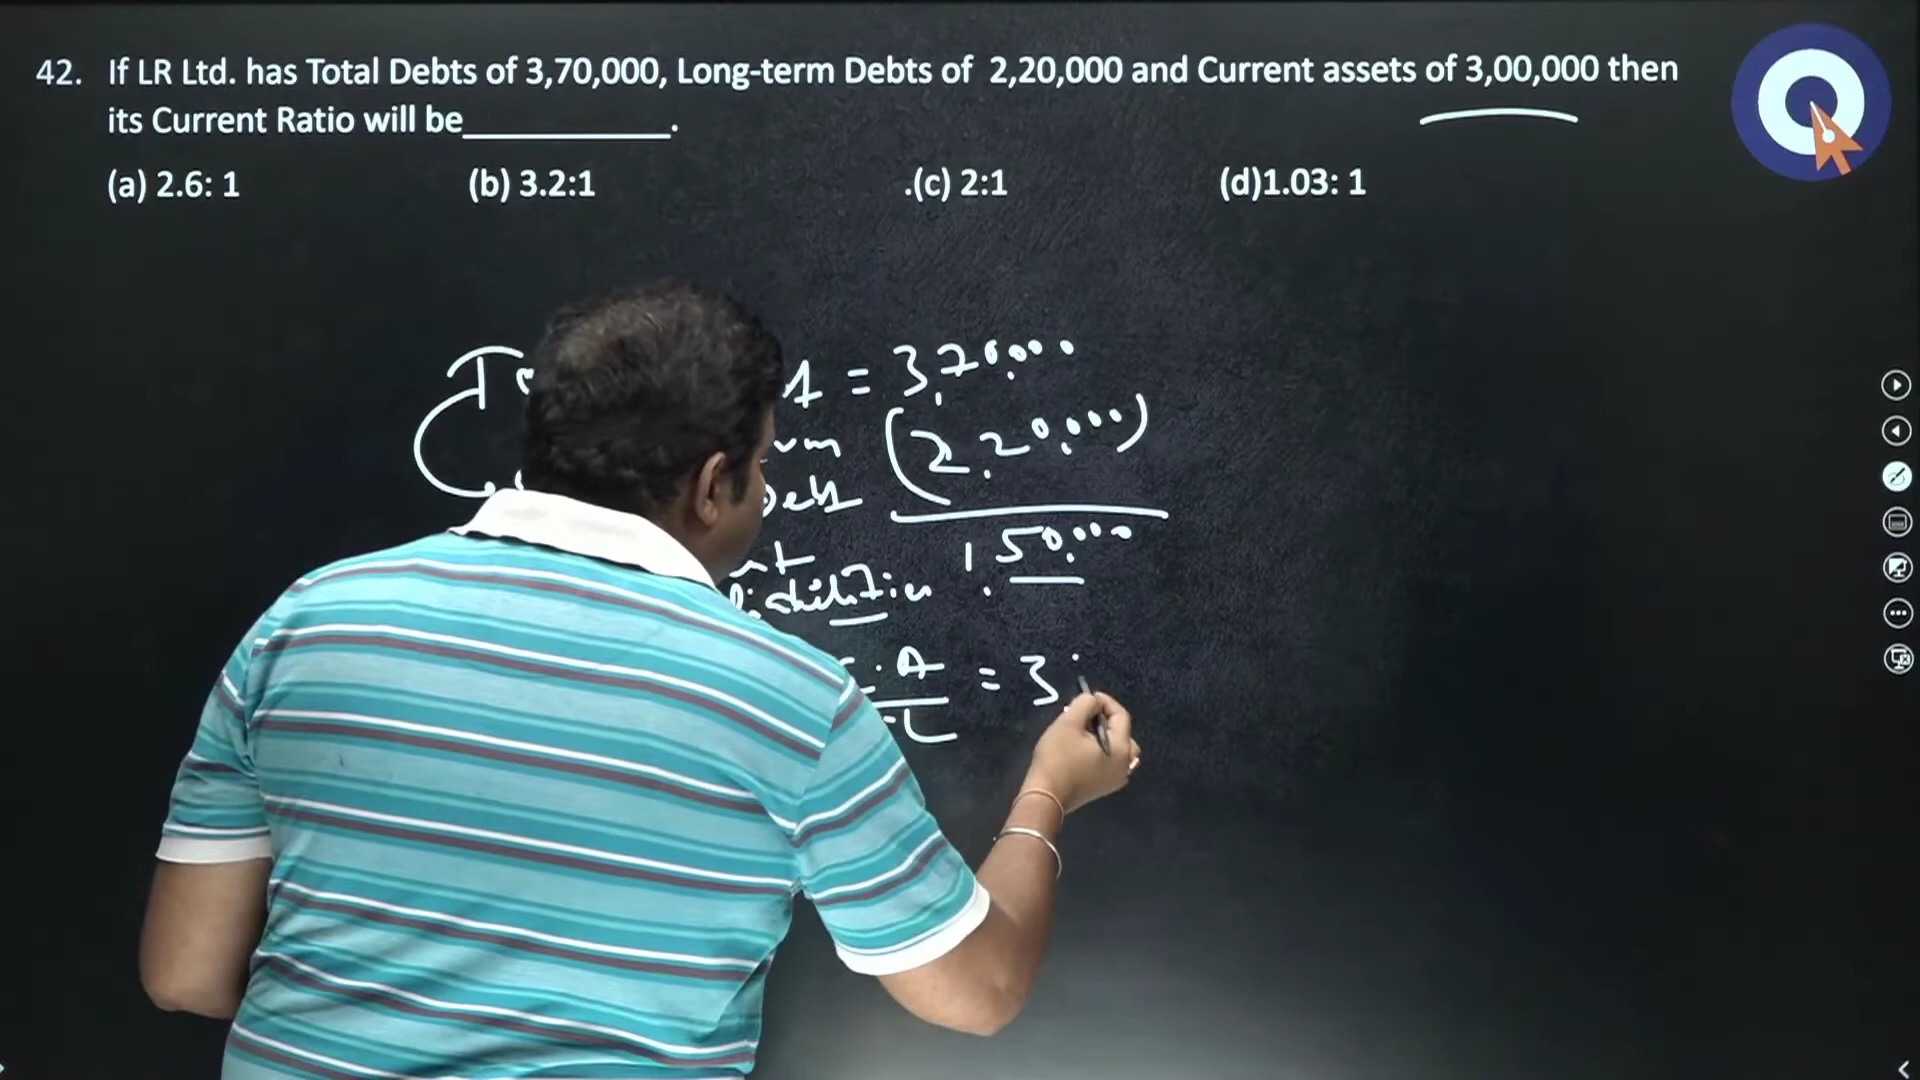 42. If LR Ltd. has Total Debts of 3,70,000, Long-term Debts of 2,20,000 and Current assets of 3,00,000 then
its Current Ratio will be___________.
(a) 2.6: 1 (b) 3.2:1 .(c) 2:1 (d)1.03: 1
= 3,70,000
(2,20,000)
1,50,000
C.A = 3